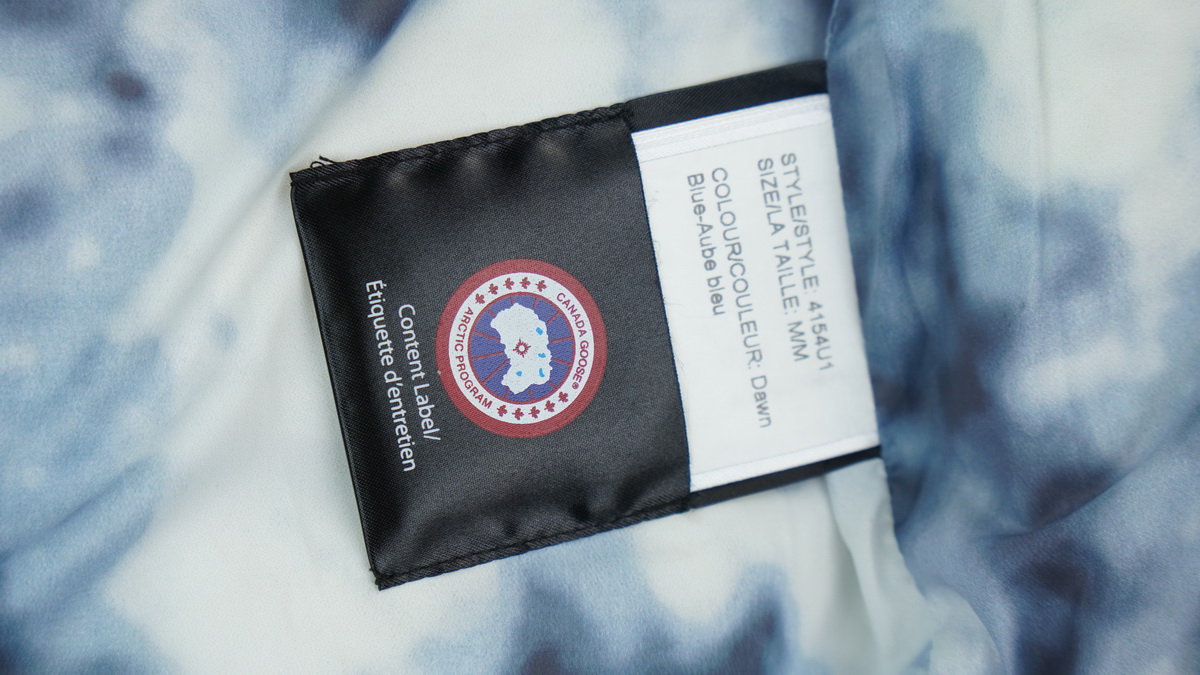 STYLE/STYLE: 4154U1
SIZE/LA TAILLE: M/M
COLOUR/COULEUR: Dawn
Blue-Aube bleu
CANADA GOOSE®
ARCTIC PROGRAM
Content Label/
Étiquette d'entretien